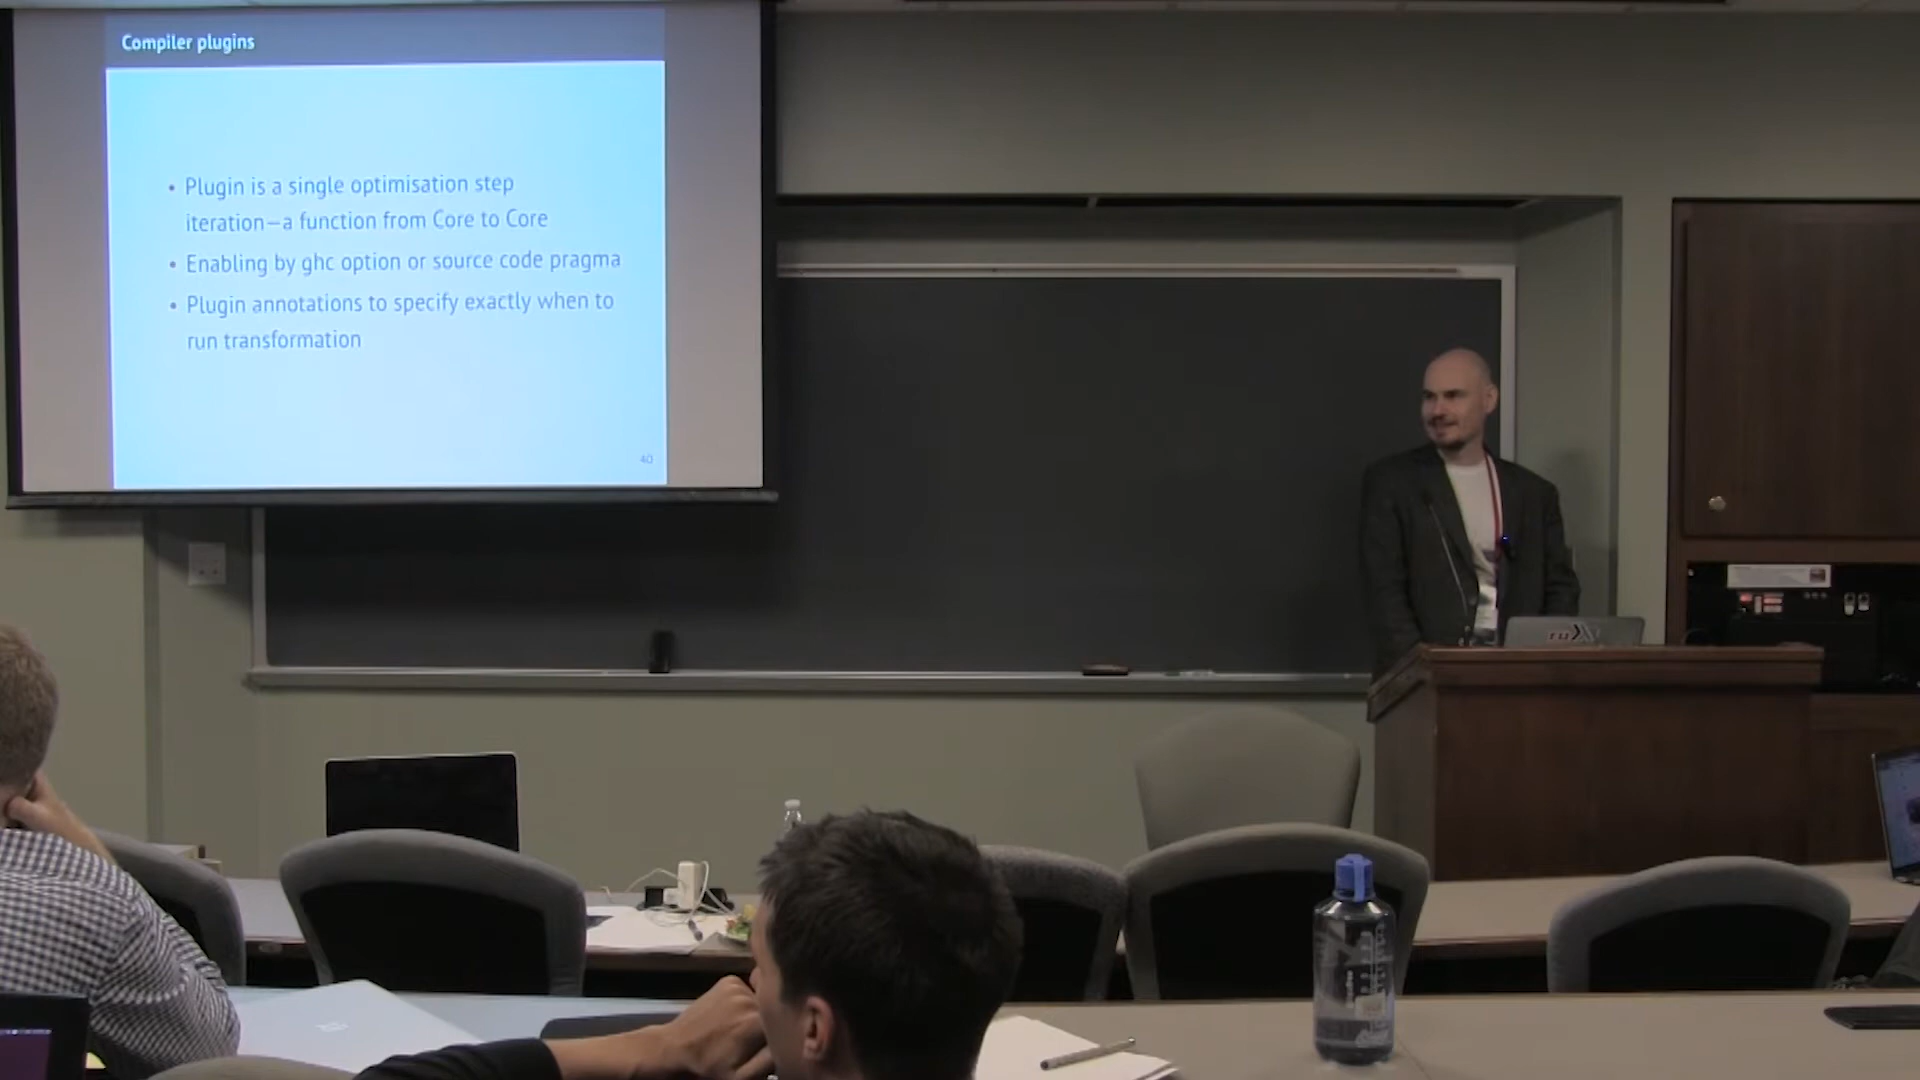 Compiler plugins
• Plugin is a single optimisation step
iteration—a function from Core to Core
• Enabling by ghc option or source code pragma
• Plugin annotations to specify exactly when to
run transformation
40
ru